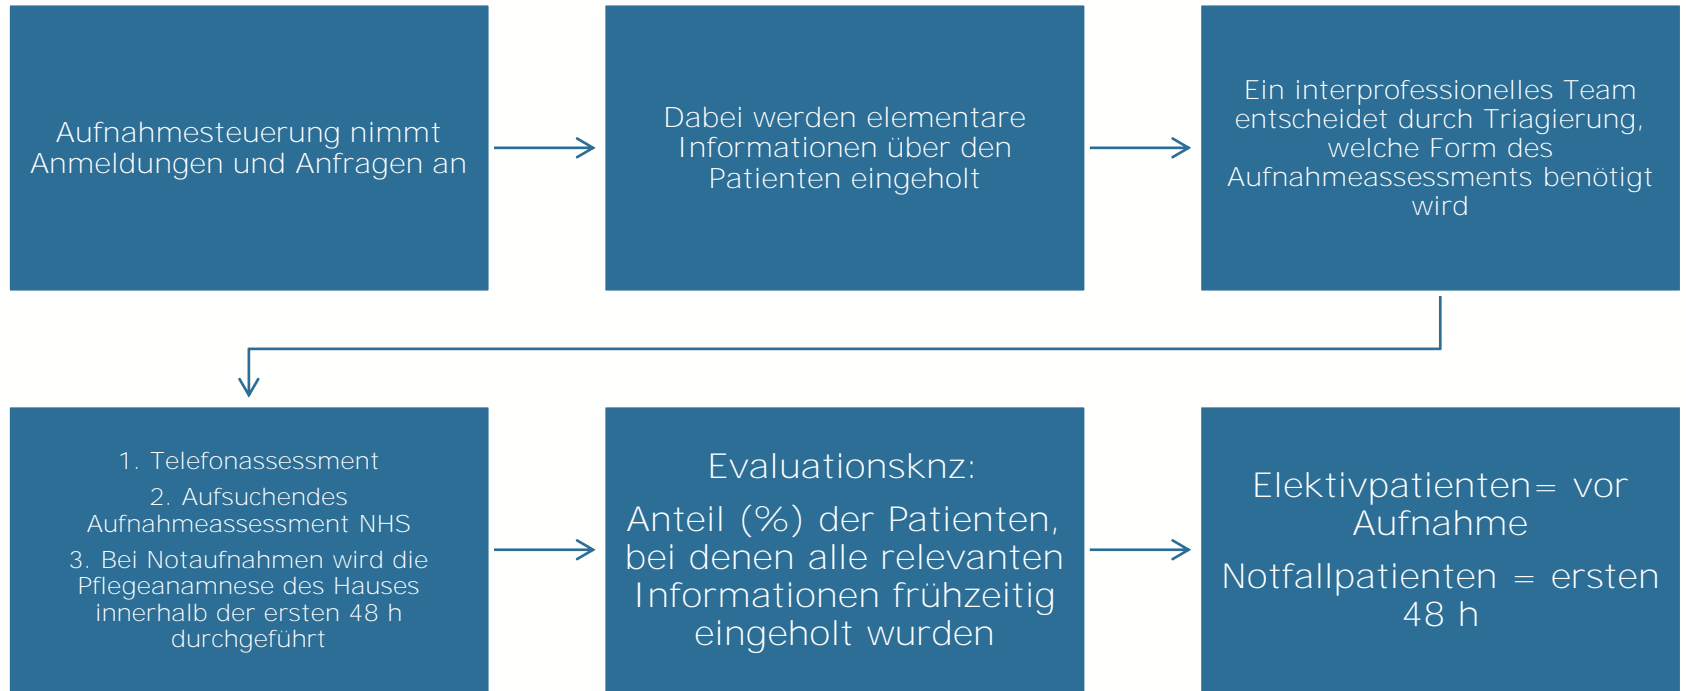 Aufnahmesteuerung nimmt
Anmeldungen und Anfragen an
Dabei werden elementare
Informationen über den
Patienten eingeholt
Ein interprofessionelles Team
entscheidet durch Triagierung,
welche Form des
Aufnahmeassessments benötigt
wird
1. Telefonassessment
2. Aufsuchendes
Aufnahmeassessment NHS
3. Bei Notaufnahmen wird die
Pflegeanamnese des Hauses
innerhalb der ersten 48 h
durchgeführt
Evaluationsknz:
Anteil (%) der Patienten,
bei denen alle relevanten
Informationen frühzeitig
eingeholt wurden
Elektivpatienten= vor
Aufnahme
Notfallpatienten = ersten
48 h